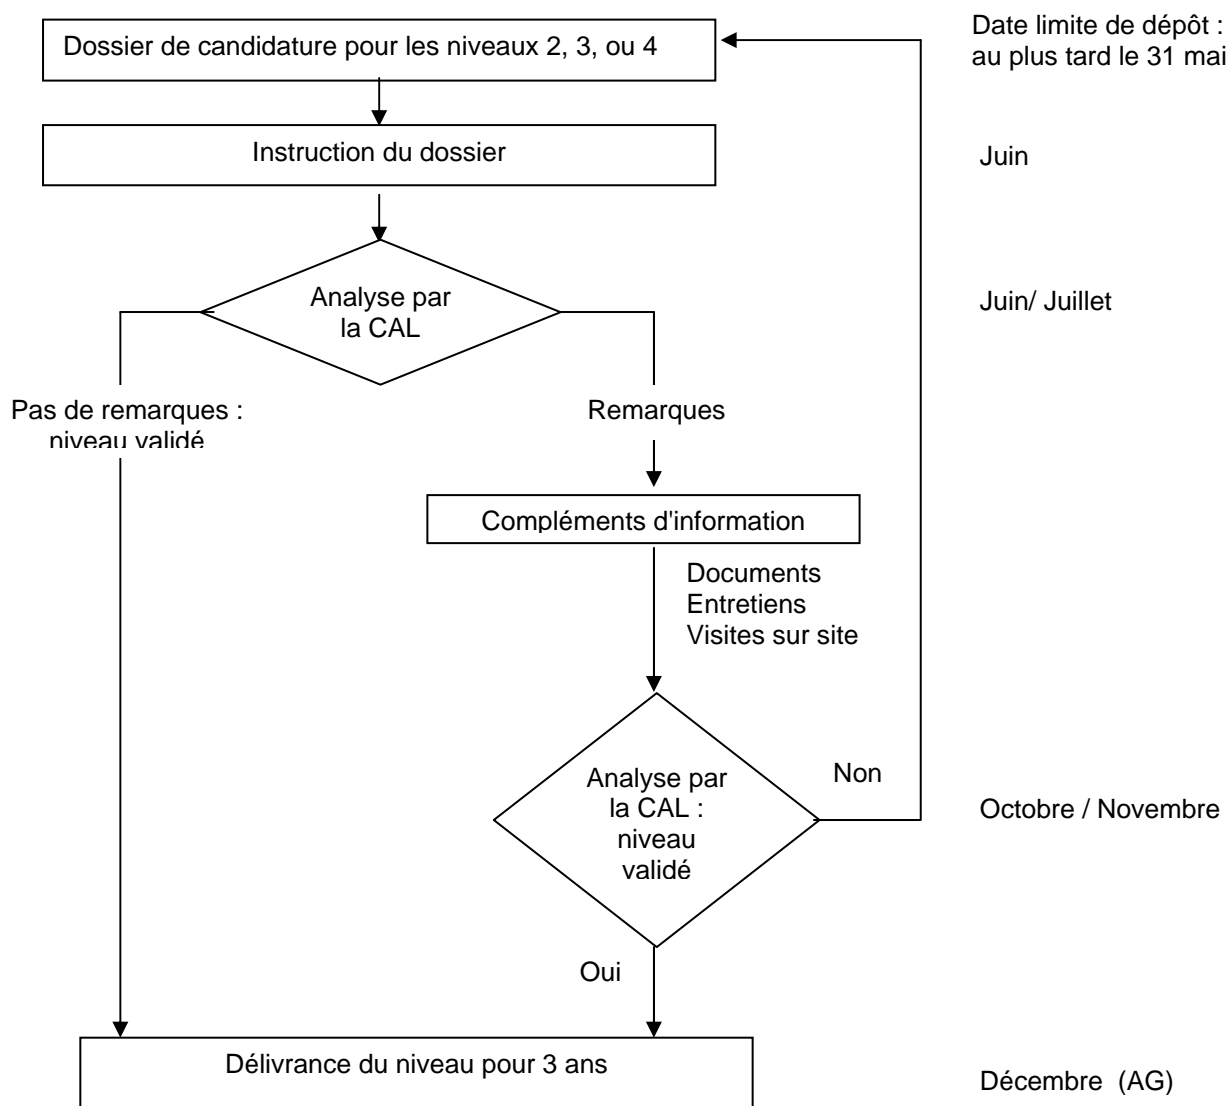 Date limite de dépôt :
au plus tard le 31 mai
Dossier de candidature pour les niveaux 2, 3, ou 4
Instruction du dossier
Juin
Analyse par
la CAL
Juin/ Juillet
Pas de remarques :
niveau validé
Remarques
Compléments d'information
Documents
Entretiens
Visites sur site
Analyse par
la CAL :
niveau
validé
Non
Octobre / Novembre
Oui
Délivrance du niveau pour 3 ans
Décembre  (AG)